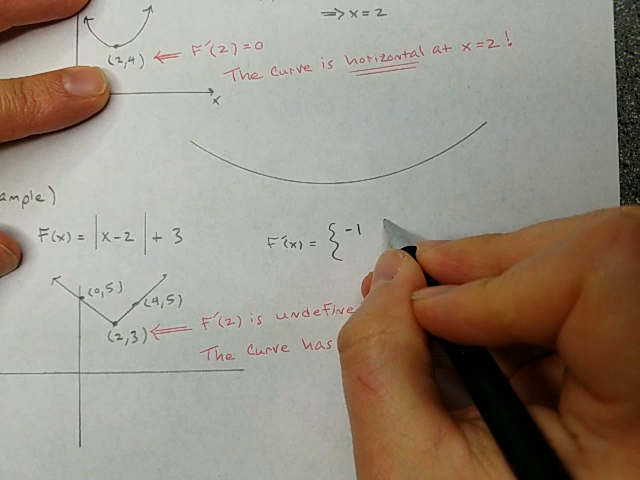 ⇒ x = 2
(2,4) ⇐ F'(2) = 0
The curve is horizontal at x = 2!
x
ample)
F(x) = |x-2| + 3
F'(x) = { -1
(0,5)
(4,5)
(2,3) ⇐ F'(2) is undefine
The curve has